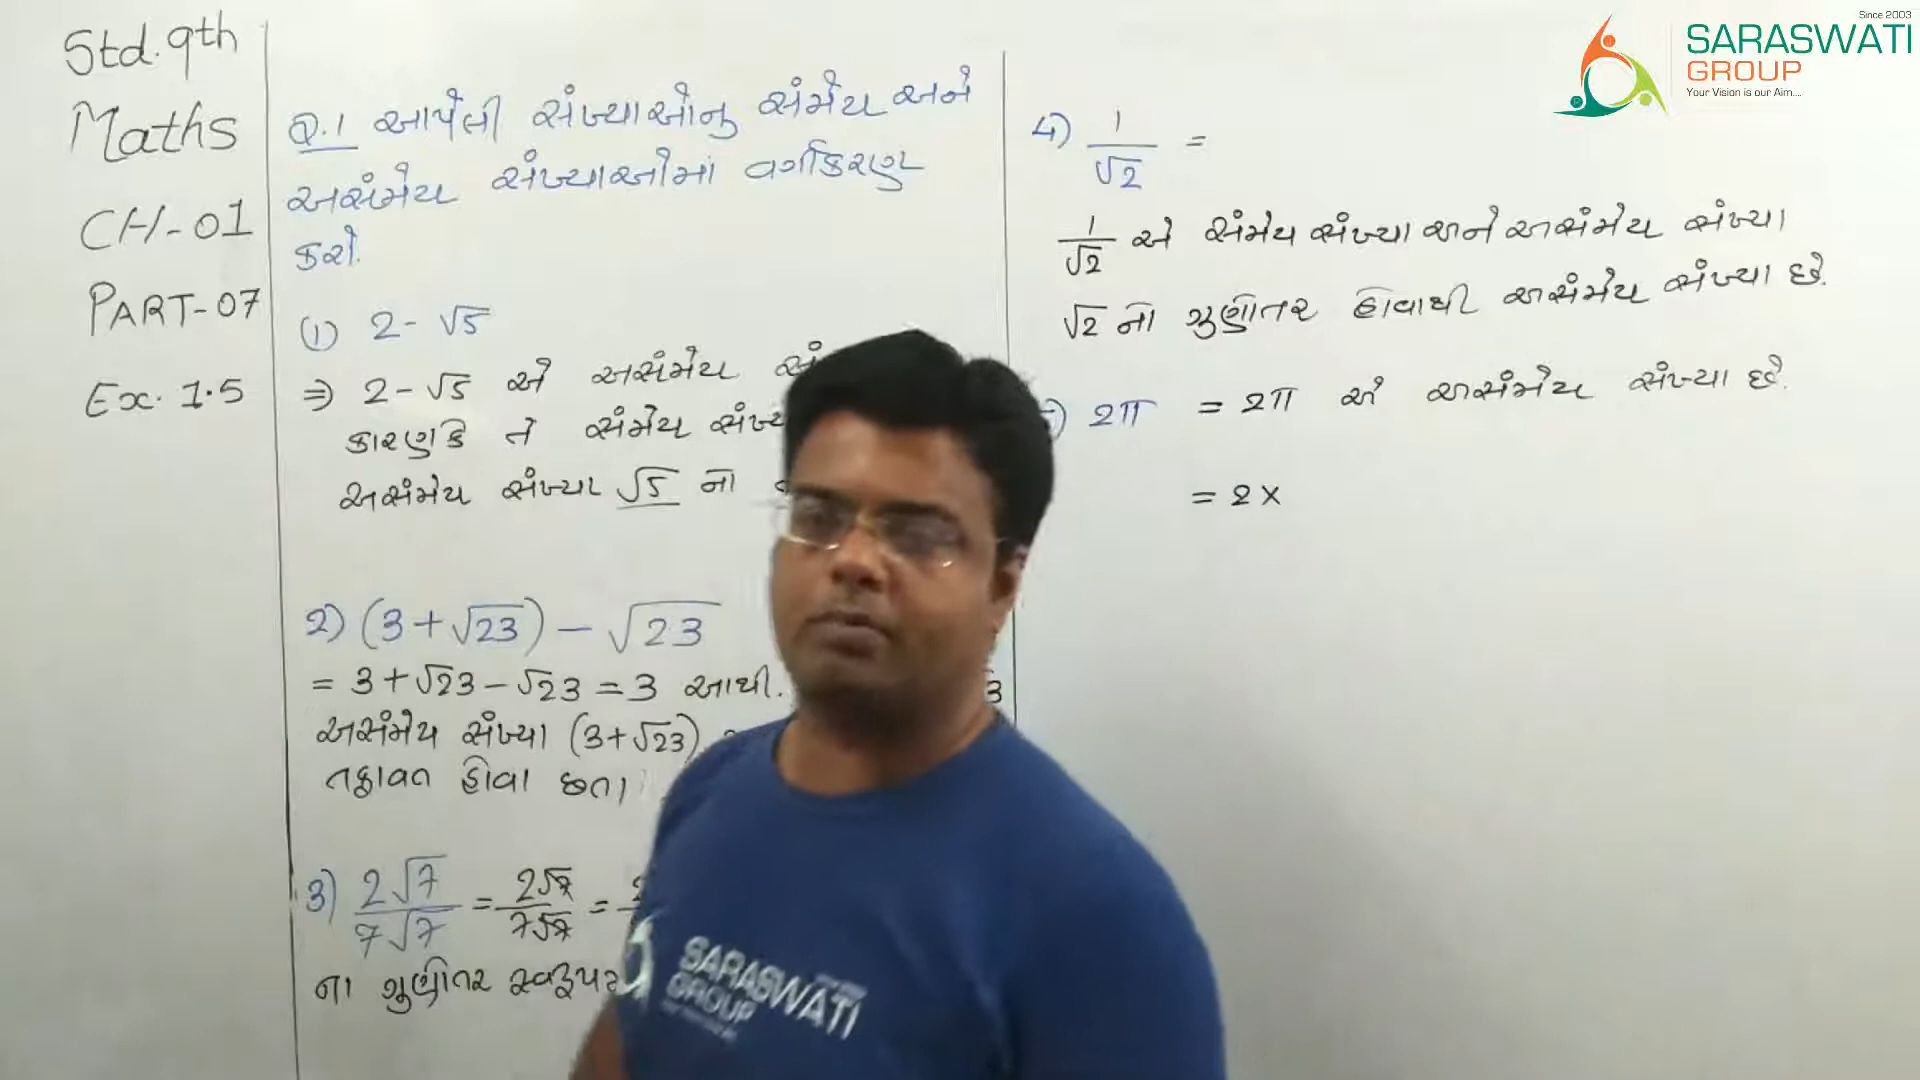 Std. 9th
Maths
CH-01
PART-07
Ex. 1.5
Q.1 આપેલી સંખ્યાઓનુ સંમેય અને
અસંમેય સંખ્યાઓમાં વર્ગીકરણ
કરો.
① 2 - √5
⇒ 2 - √5 એ અસંમેય
કારણકે તે સંમેય
અસંમેય સંખ્યા √5 ના
2) (3 + √23) - √23
= 3 + √23 - √23 = 3 આથી.
અસંમેય સંખ્યા (3 + √23)
તફાવત હોવા છતા
3) 2√7 / 7√7 = 2√7 / 7√7 =
ના ગુણોતર સ્વરૂપ
4) 1/√2 =
1/√2 એ સંમેય સંખ્યા અને અસંમેય સંખ્યા
√2 ના ગુણોતર હોવાથી અસંમેય સંખ્યા છે.
) 2π = 2π એ અસંમેય સંખ્યા છે.
= 2 ×
Since 2003
SARASWATI
GROUP
Your Vision is our Aim....
SARASWATI
GROUP